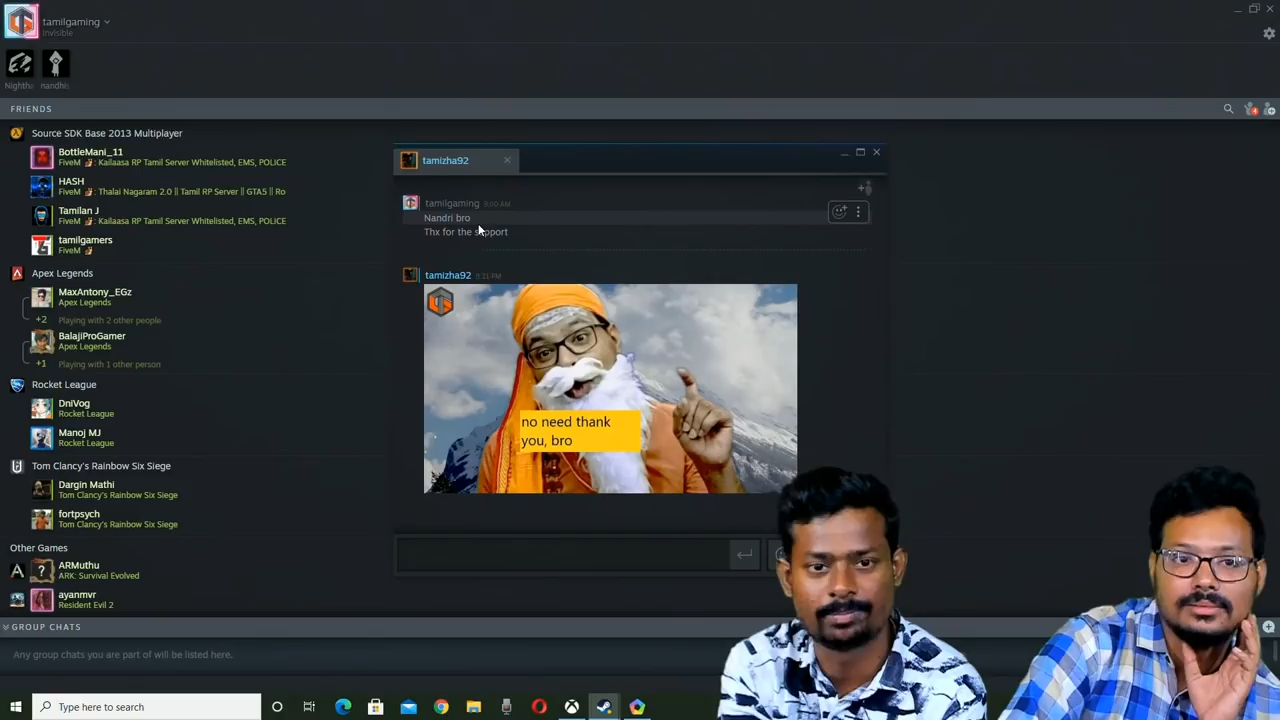 tamilgaming
Invisible
nandhi
FRIENDS
Source SDK Base 2013 Multiplayer
BottleMani_11
FiveM : Kailaasa RP Tamil Server Whitelisted, EMS, POLICE
HASH
FiveM : Thalai Nagaram 2.0 || Tamil RP Server || GTA5 || Ro
Tamilan J
FiveM : Kailaasa RP Tamil Server Whitelisted, EMS, POLICE
tamilgamers
FiveM
Apex Legends
MaxAntony_EGz
Apex Legends
+2 Playing with 2 other people
BalajiProGamer
Apex Legends
+1 Playing with 1 other person
Rocket League
DniVog
Rocket League
Manoj MJ
Rocket League
Tom Clancy's Rainbow Six Siege
Dargin Mathi
Tom Clancy's Rainbow Six Siege
fortpsych
Tom Clancy's Rainbow Six Siege
Other Games
ARMuthu
ARK: Survival Evolved
ayanmvr
Resident Evil 2
GROUP CHATS
Any group chats you are part of will be listed here.
tamizha92
tamilgaming
Nandri bro
Thx for the support
tamizha92
no need thank
you, bro
Type here to search